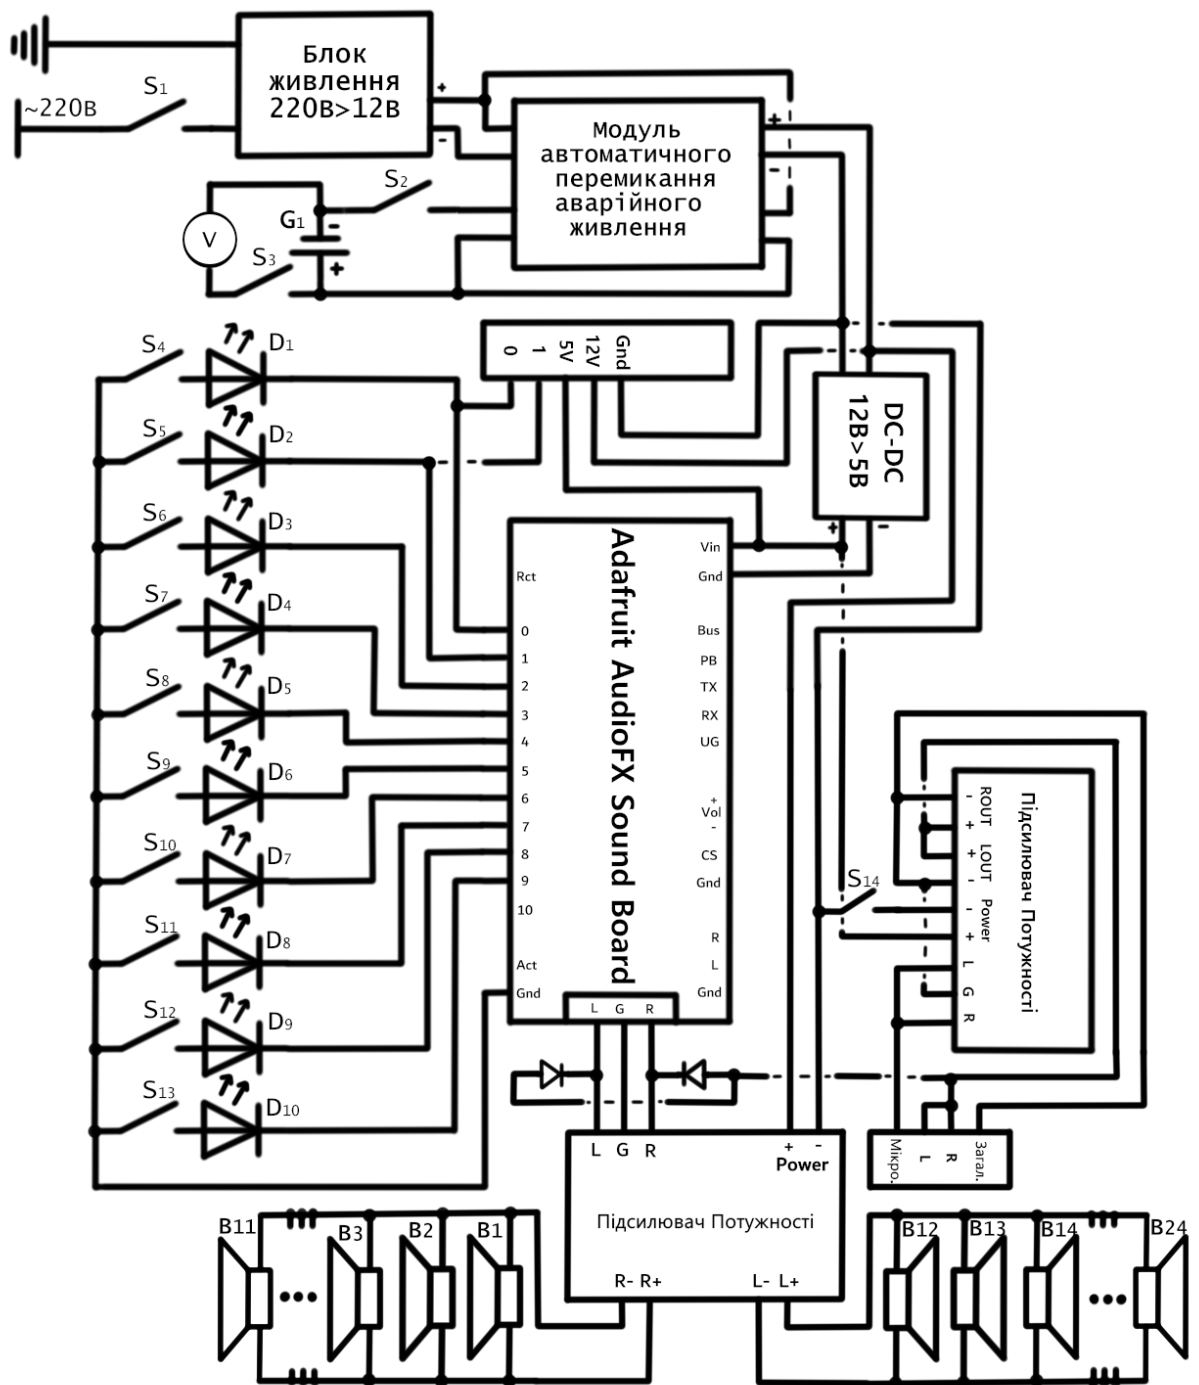 Блок
живлення
220В>12В
+
-
S1
~220В
Модуль
автоматичного
перемикання
аварійного
живлення
+
-
S2
G1
-
+
V
S3
0
1
5V
12V
Gnd
DC-DC
12В>5В
+
-
S4
D1
S5
D2
S6
D3
S7
D4
S8
D5
S9
D6
S10
D7
S11
D8
S12
D9
S13
D10
Adafruit AudioFX Sound Board
Rct
0
1
2
3
4
5
6
7
8
9
10
Act
Gnd
Vin
Gnd
Bus
PB
TX
RX
UG
+
Vol
-
CS
Gnd
R
L
Gnd
L
G
R
S14
Підсилювач Потужності
-
ROUT
+
+
LOUT
-
-
Power
+
L
G
R
Мікро.
L
R
Загал.
L G R
+ -
Power
Підсилювач Потужності
R- R+ L- L+
B11
B3
B2
B1
B12
B13
B14
B24